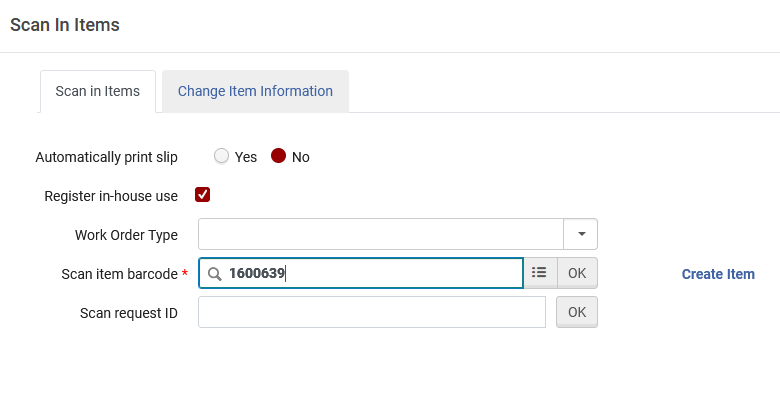 Scan In Items
Scan in Items Change Item Information
Automatically print slip Yes No
Register in-house use
Work Order Type
Scan item barcode * 1600639 OK Create Item
Scan request ID OK